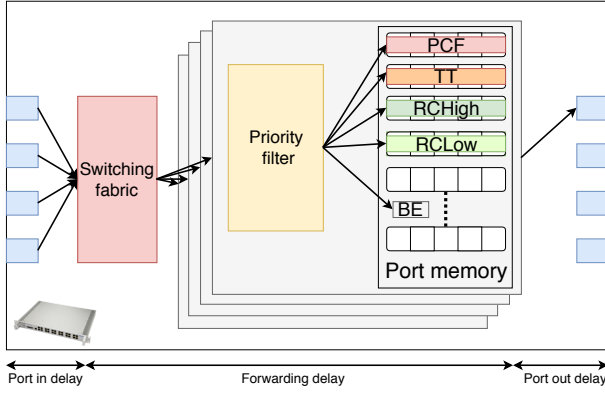 PCF
TT
RCHigh
RCLow
BE
Priority
filter
Switching
fabric
Port memory
Port in delay
Forwarding delay
Port out delay